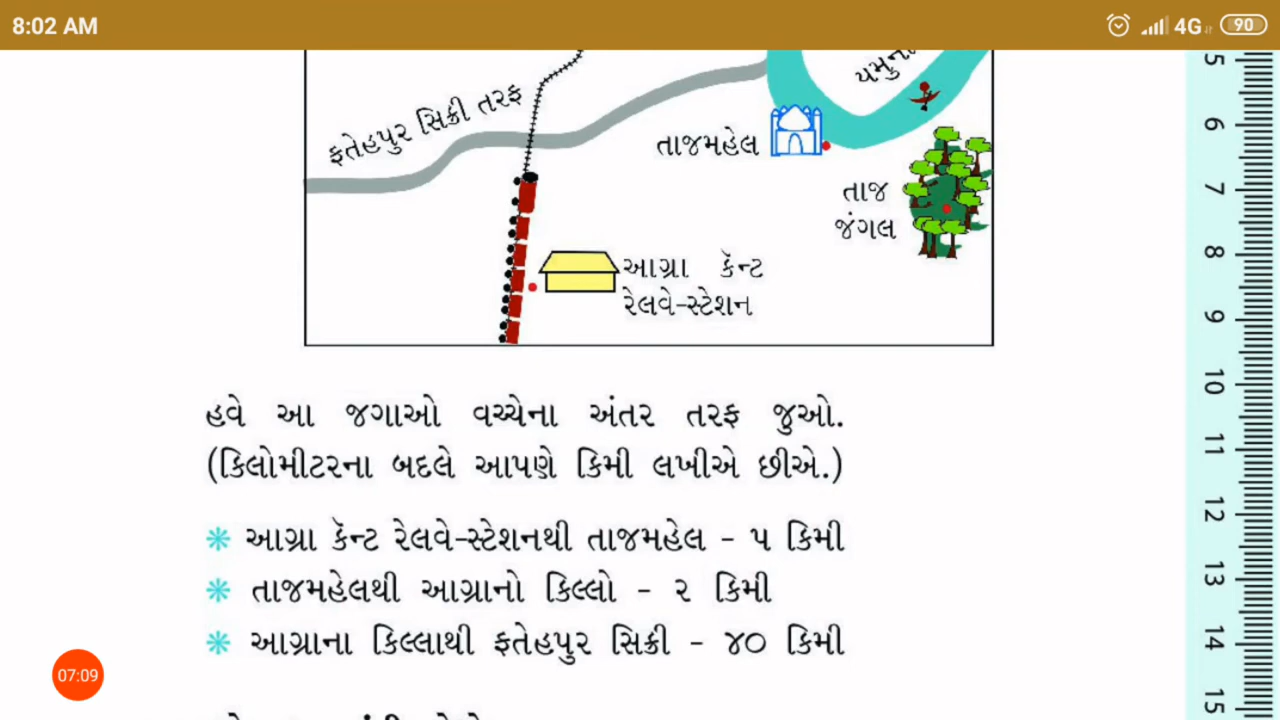 8:02 AM
4G
90
યમુના
ફતેહપુર સિક્રી તરફ
તાજમહેલ
તાજ
જંગલ
આગ્રા કૅન્ટ
રેલવે-સ્ટેશન
હવે આ જગાઓ વચ્ચેના અંતર તરફ જુઓ.
(કિલોમીટરના બદલે આપણે કિમી લખીએ છીએ.)
❋ આગ્રા કૅન્ટ રેલવે-સ્ટેશનથી તાજમહેલ - ૫ કિમી
❋ તાજમહેલથી આગ્રાનો કિલ્લો - ૨ કિમી
❋ આગ્રાના કિલ્લાથી ફતેહપુર સિક્રી - ૪૦ કિમી
07:09
5
6
7
8
9
10
11
12
13
14
15